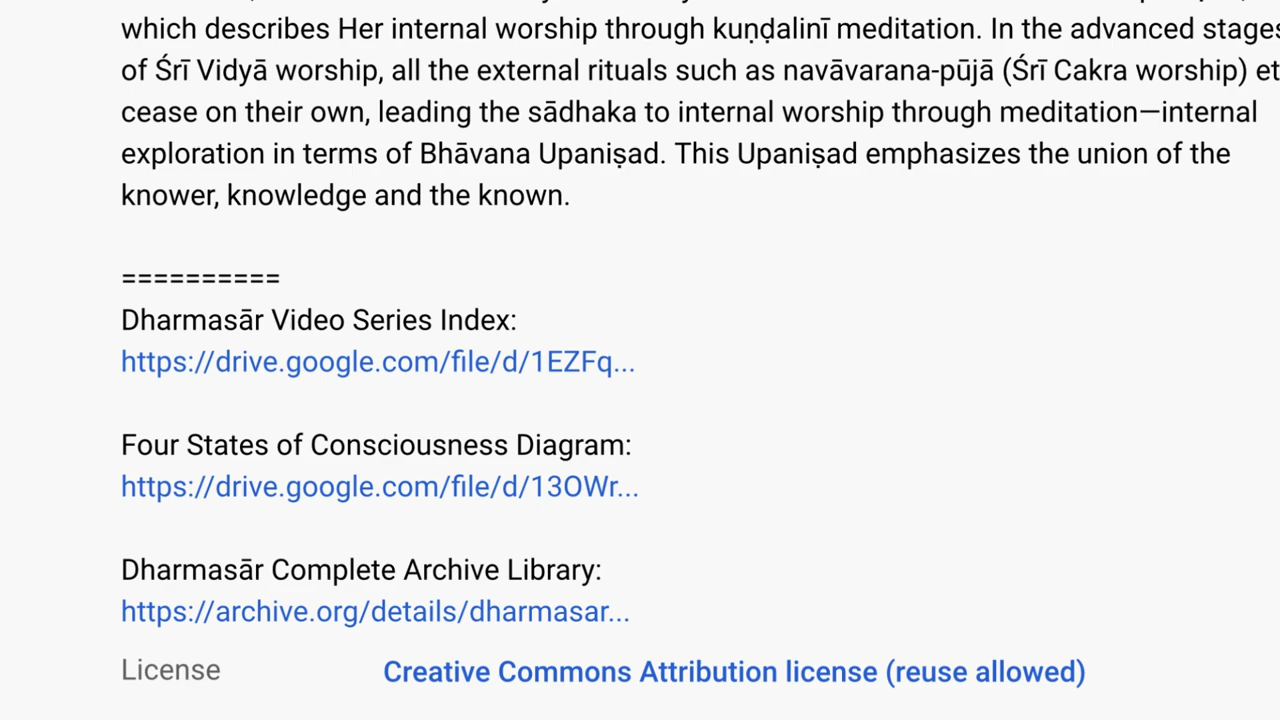 which describes Her internal worship through kuṇḍalinī meditation. In the advanced stages
of Śrī Vidyā worship, all the external rituals such as navāvarana-pūjā (Śrī Cakra worship) et
cease on their own, leading the sādhaka to internal worship through meditation—internal
exploration in terms of Bhāvana Upaniṣad. This Upaniṣad emphasizes the union of the
knower, knowledge and the known.
==========
Dharmasār Video Series Index:
https://drive.google.com/file/d/1EZFq...
Four States of Consciousness Diagram:
https://drive.google.com/file/d/13OWr...
Dharmasār Complete Archive Library:
https://archive.org/details/dharmasar...
License Creative Commons Attribution license (reuse allowed)